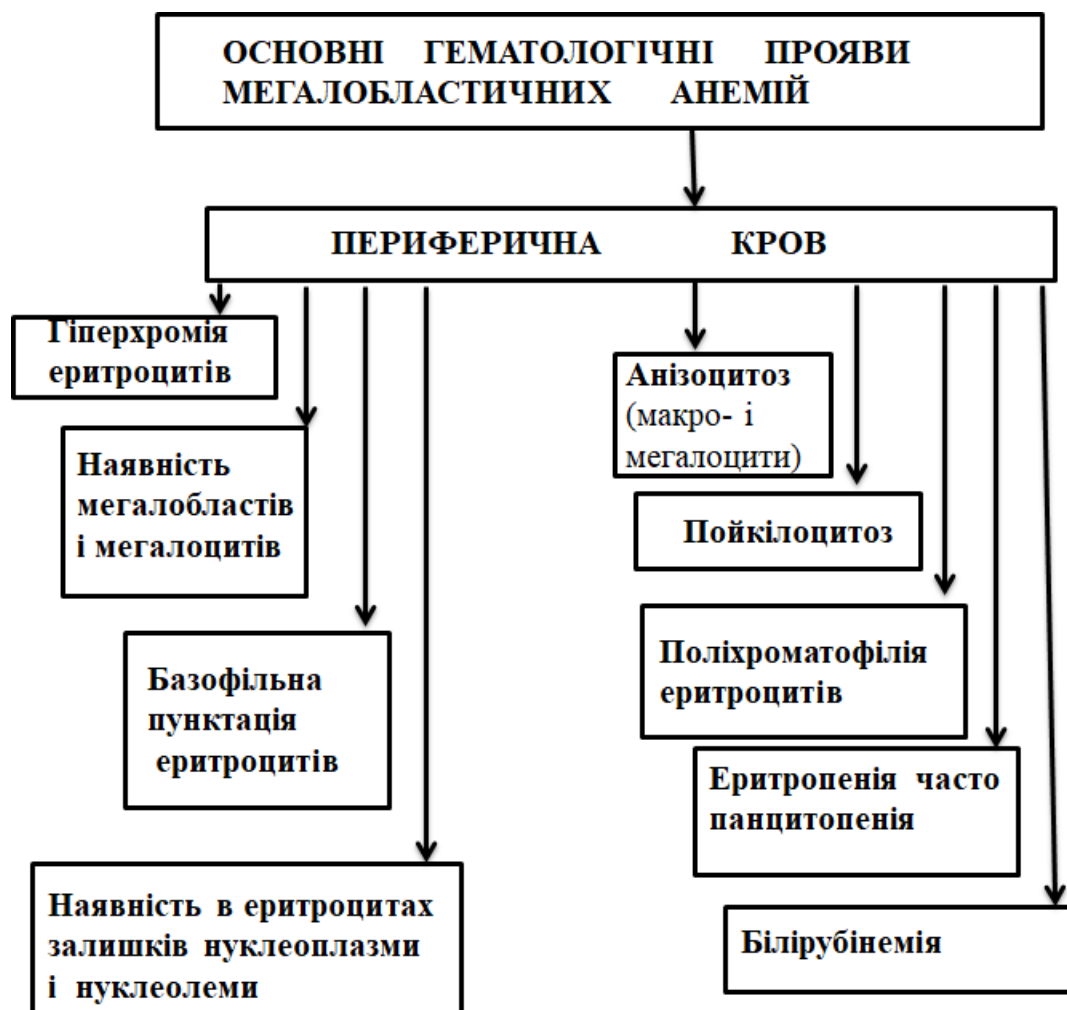 ОСНОВНІ ГЕМАТОЛОГІЧНІ ПРОЯВИ
МЕГАЛОБЛАСТИЧНИХ АНЕМІЙ
ПЕРИФЕРИЧНА КРОВ
Гіперхромія
еритроцитів
Наявність
мегалобластів
і мегалоцитів
Базофільна
пунктація
еритроцитів
Наявність в еритроцитах
залишків нуклеоплазми
і нуклеолеми
Анізоцитоз
(макро- і
мегалоцити)
Пойкілоцитоз
Поліхроматофілія
еритроцитів
Еритропенія часто
панцитопенія
Білірубінемія